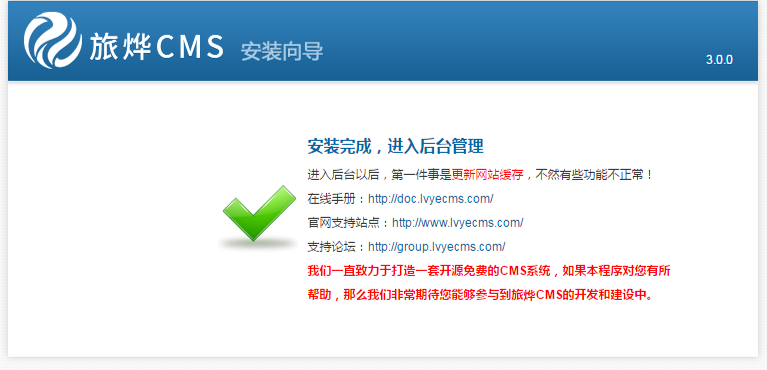 旅烨CMS 安装向导
3.0.0
安装完成，进入后台管理
进入后台以后，第一件事是更新网站缓存，不然有些功能不正常！
在线手册：http://doc.lvyecms.com/
官网支持站点：http://www.lvyecms.com/
支持论坛：http://group.lvyecms.com/
我们一直致力于打造一套开源免费的CMS系统，如果本程序对您有所
帮助，那么我们非常期待您能够参与到旅烨CMS的开发和建设中。